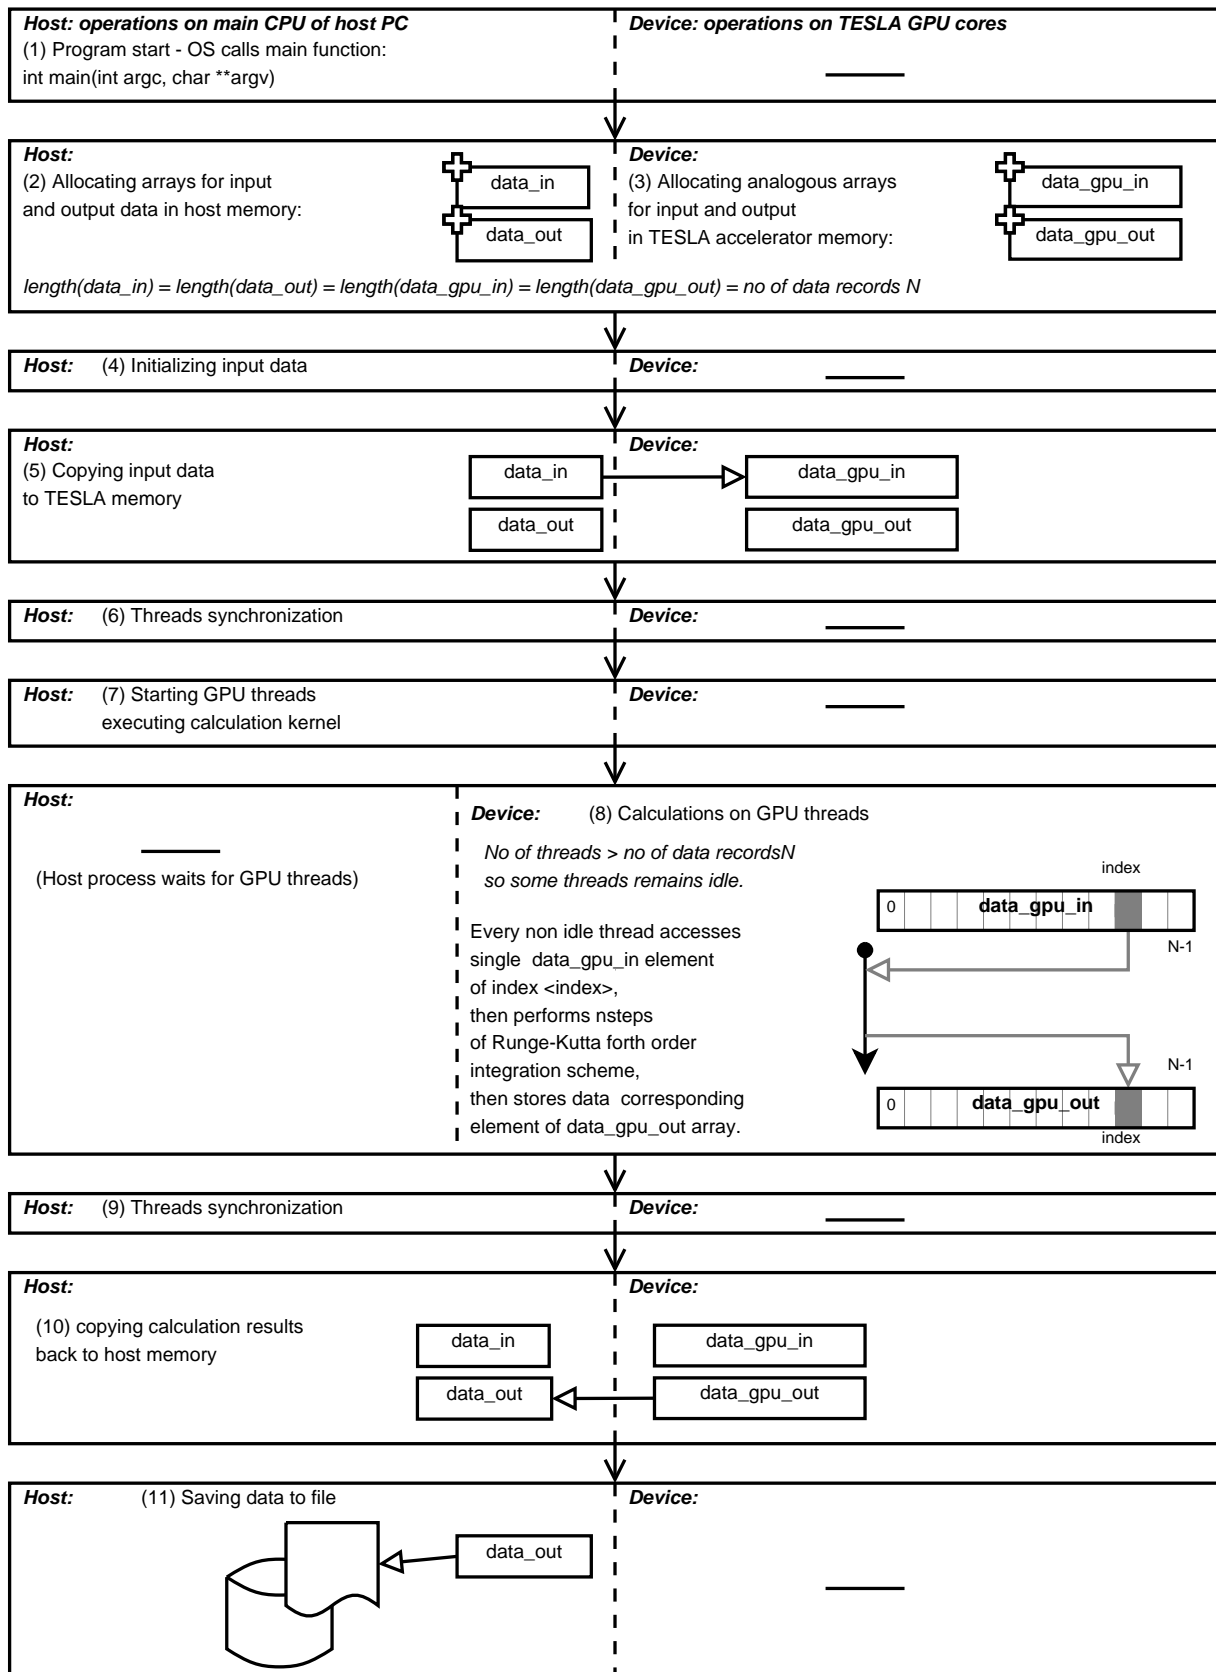 Host: operations on main CPU of host PC
(1) Program start - OS calls main function:
int main(int argc, char **argv)
Device: operations on TESLA GPU cores
Host:
(2) Allocating arrays for input
and output data in host memory:
data_in
data_out
Device:
(3) Allocating analogous arrays
for input and output
in TESLA accelerator memory:
data_gpu_in
data_gpu_out
length(data_in) = length(data_out) = length(data_gpu_in) = length(data_gpu_out) = no of data records N
Host: (4) Initializing input data
Device:
Host:
(5) Copying input data
to TESLA memory
data_in
data_out
Device:
data_gpu_in
data_gpu_out
Host: (6) Threads synchronization
Device:
Host: (7) Starting GPU threads
executing calculation kernel
Device:
Host:
(Host process waits for GPU threads)
Device: (8) Calculations on GPU threads
No of threads > no of data recordsN
so some threads remains idle.
Every non idle thread accesses
single data_gpu_in element
of index <index>,
then performs nsteps
of Runge-Kutta forth order
integration scheme,
then stores data corresponding
element of data_gpu_out array.
index
0 data_gpu_in
N-1
N-1
0 data_gpu_out
index
Host: (9) Threads synchronization
Device:
Host:
(10) copying calculation results
back to host memory
data_in
data_out
Device:
data_gpu_in
data_gpu_out
Host: (11) Saving data to file
data_out
Device: